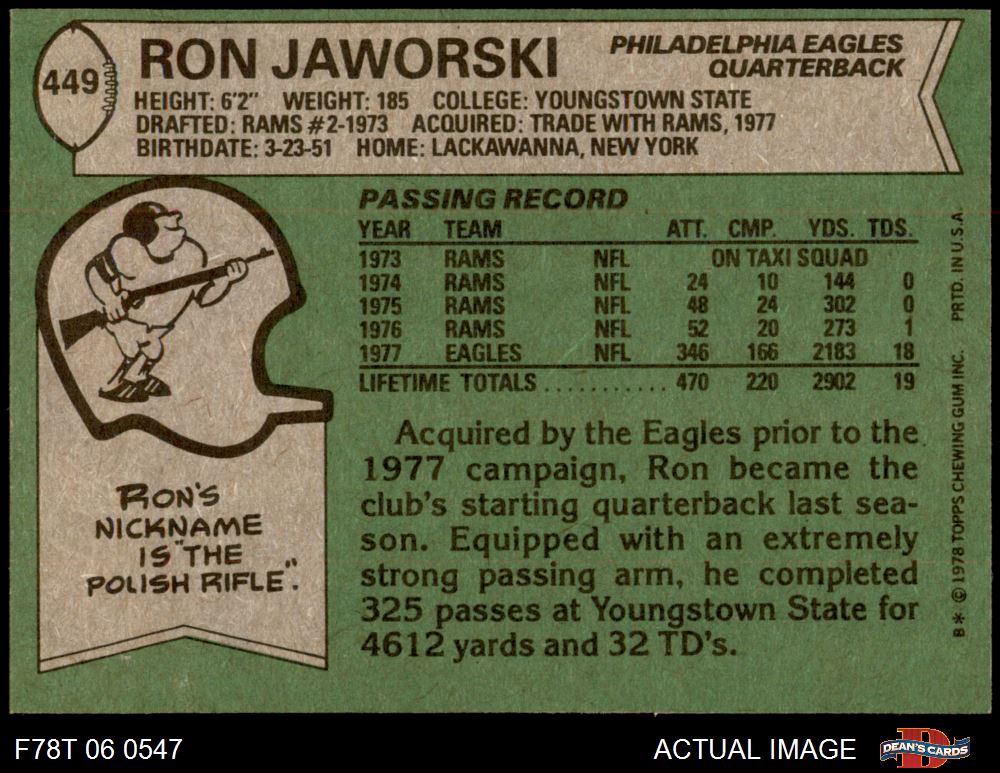 449
RON JAWORSKI
PHILADELPHIA EAGLES
QUARTERBACK
HEIGHT: 6'2" WEIGHT: 185 COLLEGE: YOUNGSTOWN STATE
DRAFTED: RAMS #2-1973 ACQUIRED: TRADE WITH RAMS, 1977
BIRTHDATE: 3-23-51 HOME: LACKAWANNA, NEW YORK
PASSING RECORD
YEAR TEAM ATT. CMP. YDS. TDS.
1973 RAMS NFL ON TAXI SQUAD
1974 RAMS NFL 24 10 144 0
1975 RAMS NFL 48 24 302 0
1976 RAMS NFL 52 20 273 1
1977 EAGLES NFL 346 166 2183 18
LIFETIME TOTALS ........... 470 220 2902 19
Acquired by the Eagles prior to the
1977 campaign, Ron became the
club's starting quarterback last sea-
son. Equipped with an extremely
strong passing arm, he completed
325 passes at Youngstown State for
4612 yards and 32 TD's.
RON'S
NICKNAME
IS "THE
POLISH RIFLE".
B* © 1978 TOPPS CHEWING GUM INC. PRTD. IN U.S.A.
F78T 06 0547
ACTUAL IMAGE
D
DEAN'S CARDS